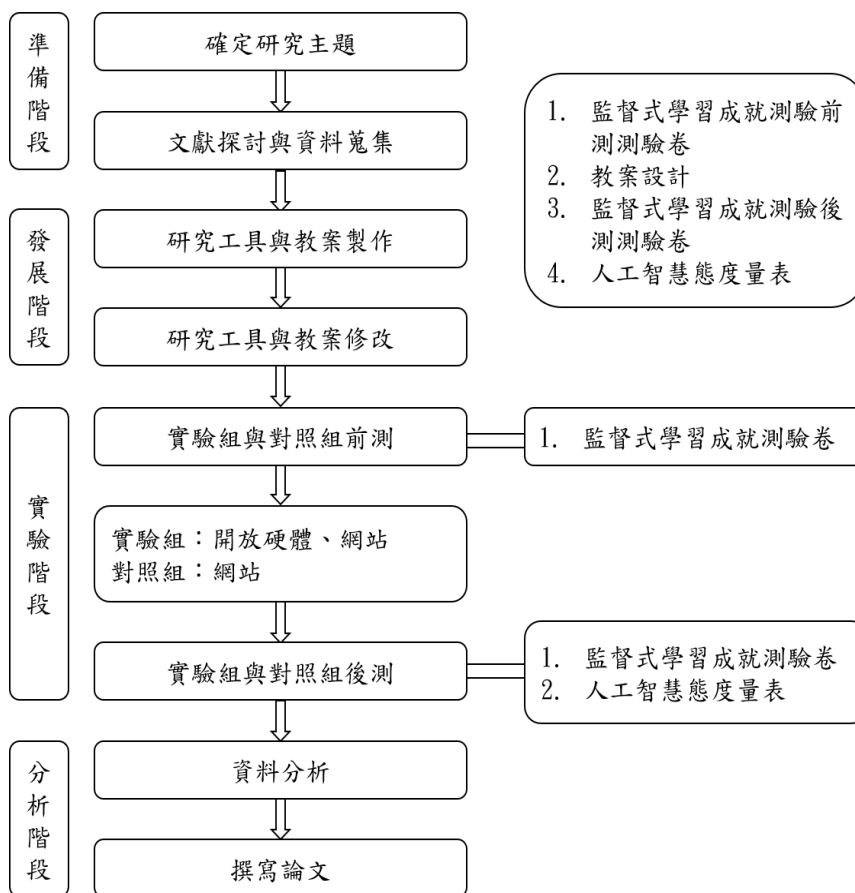 準備階段
確定研究主題
文獻探討與資料蒐集
1. 監督式學習成就測驗前
測測驗卷
2. 教案設計
3. 監督式學習成就測驗後
測測驗卷
4. 人工智慧態度量表
發展階段
研究工具與教案製作
研究工具與教案修改
實驗階段
實驗組與對照組前測
1. 監督式學習成就測驗卷
實驗組：開放硬體、網站
對照組：網站
實驗組與對照組後測
1. 監督式學習成就測驗卷
2. 人工智慧態度量表
分析階段
資料分析
撰寫論文